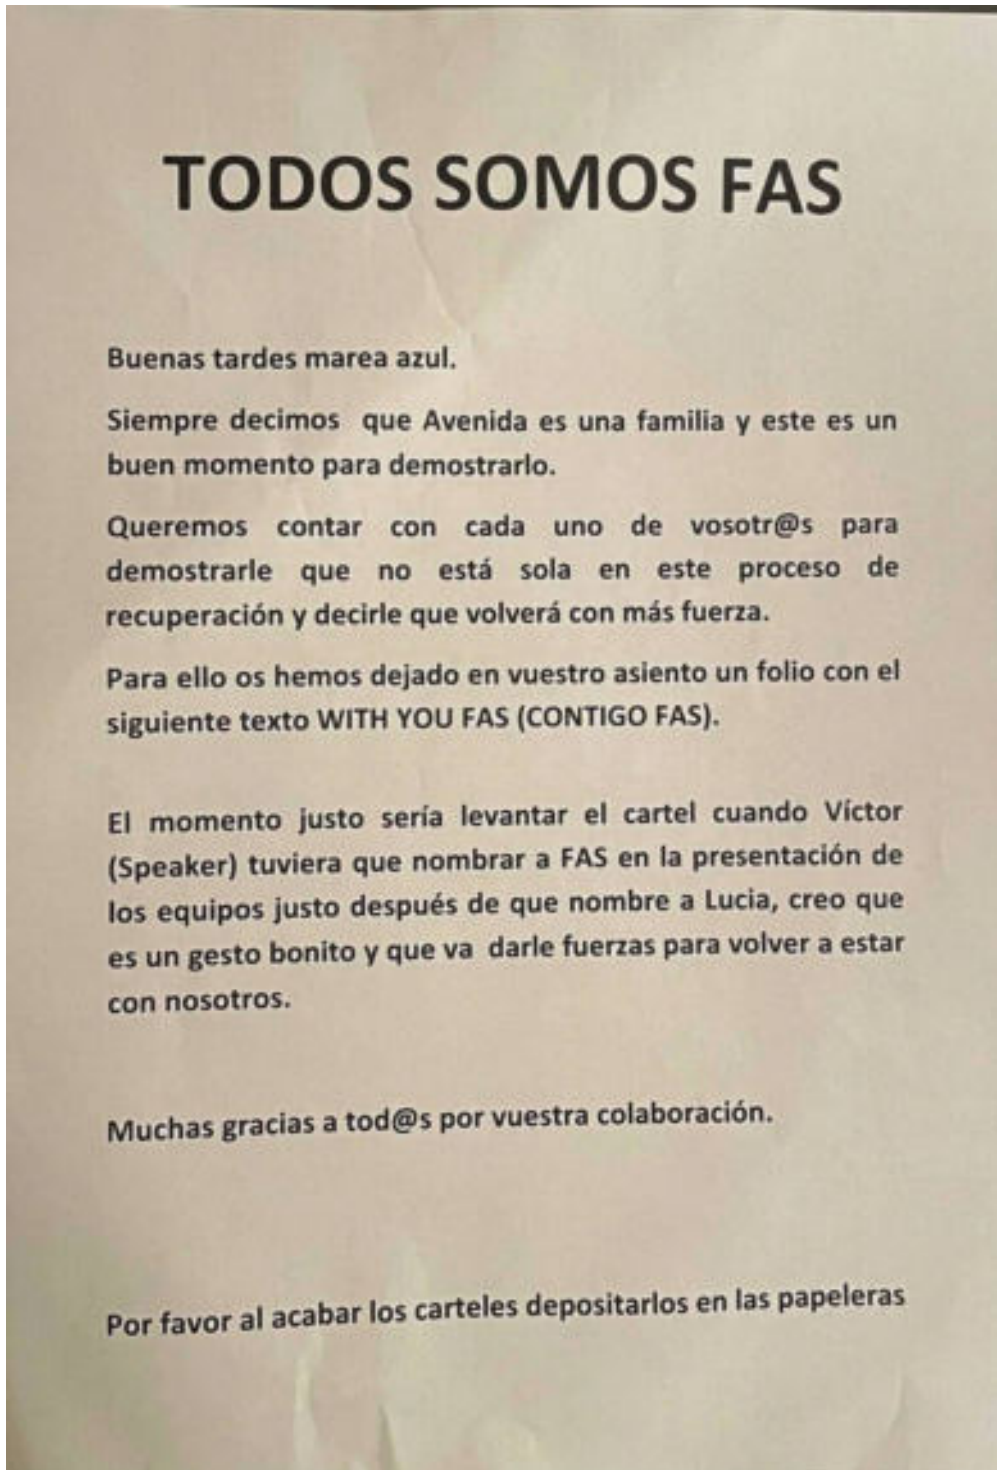 TODOS SOMOS FAS
Buenas tardes marea azul.
Siempre decimos que Avenida es una familia y este es un
buen momento para demostrarlo.
Queremos contar con cada uno de vosotr@s para
demostrarle que no está sola en este proceso de
recuperación y decirle que volverá con más fuerza.
Para ello os hemos dejado en vuestro asiento un folio con el
siguiente texto WITH YOU FAS (CONTIGO FAS).
El momento justo sería levantar el cartel cuando Víctor
(Speaker) tuviera que nombrar a FAS en la presentación de
los equipos justo después de que nombre a Lucia, creo que
es un gesto bonito y que va darle fuerzas para volver a estar
con nosotros.
Muchas gracias a tod@s por vuestra colaboración.
Por favor al acabar los carteles depositarlos en las papeleras